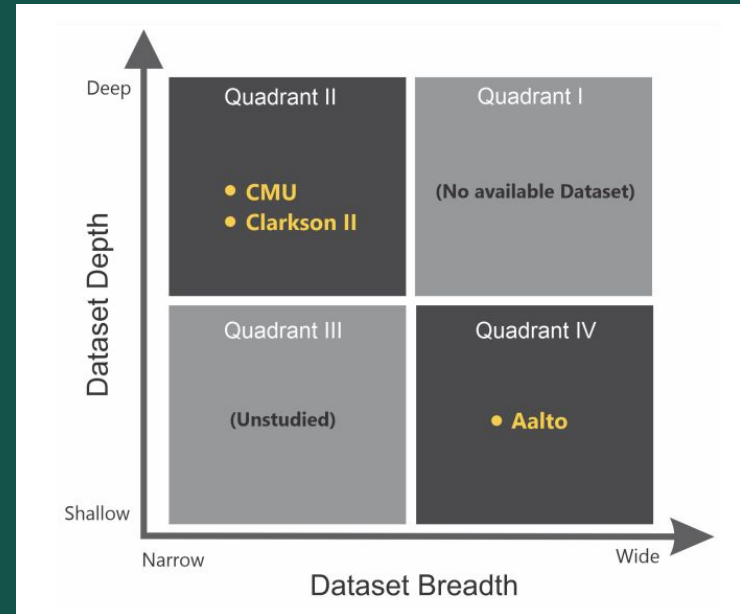 Deep
Quadrant II
Quadrant I
• CMU
• Clarkson II
(No available Dataset)
Dataset Depth
Quadrant III
Quadrant IV
(Unstudied)
• Aalto
Shallow
Narrow
Wide
Dataset Breadth